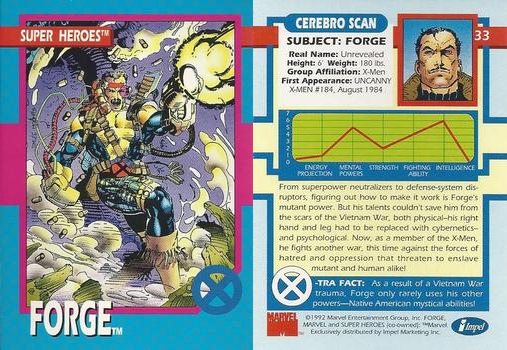 SUPER HEROES™
FORGE™
CEREBRO SCAN
33
SUBJECT: FORGE
Real Name: Unrevealed
Height: 6' Weight: 180 lbs.
Group Affiliation: X-Men
First Appearance: UNCANNY
X-MEN #184, August 1984
7
6
5
4
3
2
1
0
ENERGY
PROJECTION
MENTAL
POWERS
STRENGTH
FIGHTING
ABILITY
INTELLIGENCE
From superpower neutralizers to defense-system dis-
ruptors, figuring out how to make it work is Forge's
mutant power. But his talents couldn't save him from
the scars of the Vietnam War, both physical–his right
hand and leg had to be replaced with cybernetics–
and psychological. Now, as a member of the X-Men,
he fights another war, this time against the forces of
hatred and oppression that threaten to enslave
mutant and human alike!
X
-TRA FACT: As a result of a Vietnam War
trauma, Forge only rarely uses his other
powers—Native American mystical abilities!
MARVEL
©1992 Marvel Entertainment Group, Inc. FORGE,
MARVEL and SUPER HEROES (co-owned): ™Marvel.
Exclusively distributed by Impel Marketing Inc.
Impel